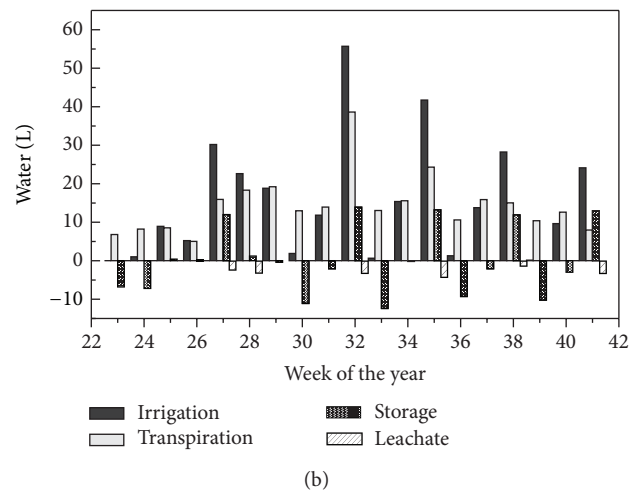 60
50
40
30
20
10
0
−10
Water (L)
22 24 26 28 30 32 34 36 38 40 42
Week of the year
Irrigation Storage
Transpiration Leachate
(b)